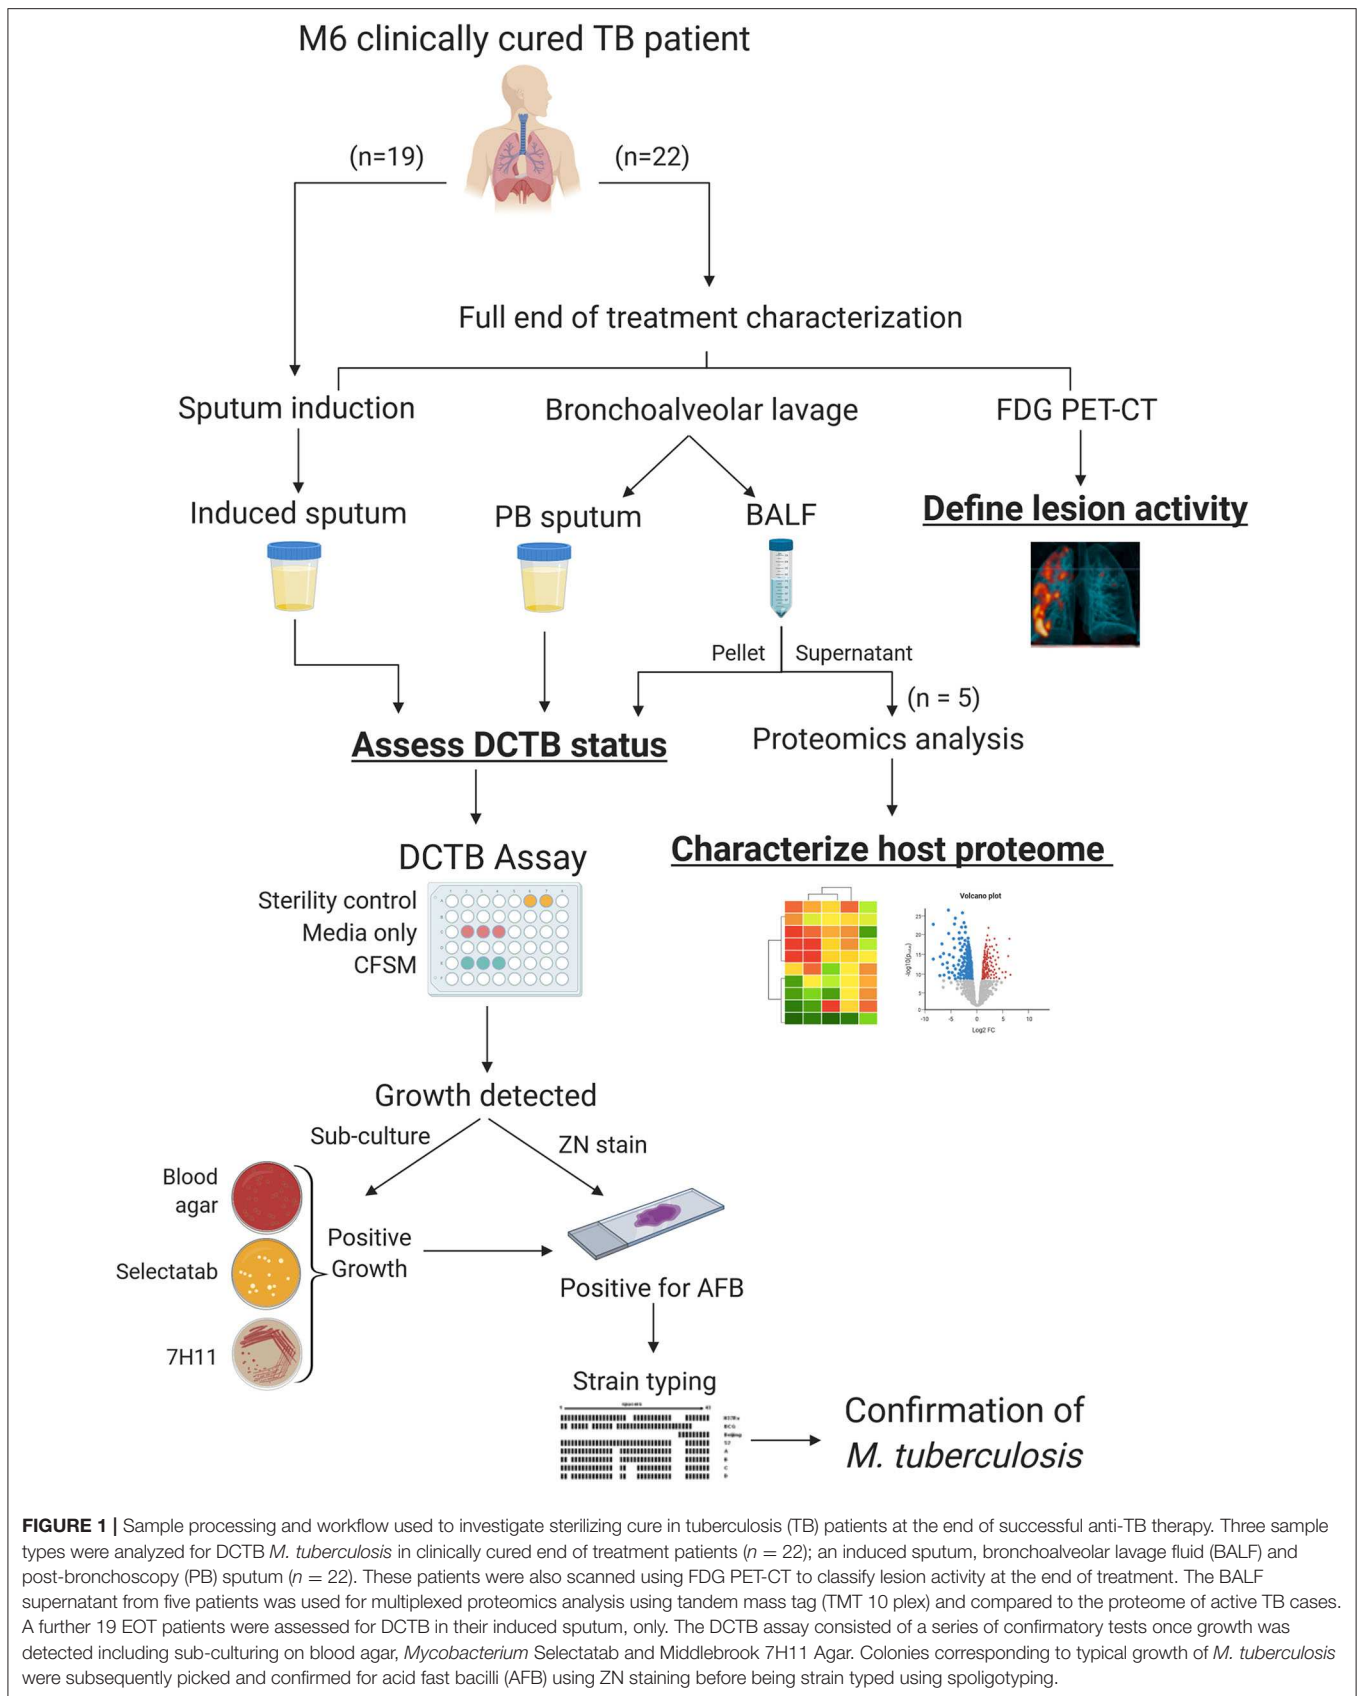 M6 clinically cured TB patient
(n=19)
(n=22)
Full end of treatment characterization
Sputum induction
Bronchoalveolar lavage
FDG PET-CT
Induced sputum
PB sputum
BALF
Define lesion activity
Pellet
Supernatant
(n = 5)
Assess DCTB status
Proteomics analysis
DCTB Assay
Characterize host proteome
Sterility control
Media only
CFSM
Volcano plot
25
20
15
10
5
0
-10
-5
0
5
10
Log2 FC
Growth detected
Sub-culture
ZN stain
Blood
agar
Selectatab
7H11
Positive
Growth
Positive for AFB
Strain typing
Confirmation of
M. tuberculosis
FIGURE 1 | Sample processing and workflow used to investigate sterilizing cure in tuberculosis (TB) patients at the end of successful anti-TB therapy. Three sample
types were analyzed for DCTB M. tuberculosis in clinically cured end of treatment patients (n = 22); an induced sputum, bronchoalveolar lavage fluid (BALF) and
post-bronchoscopy (PB) sputum (n = 22). These patients were also scanned using FDG PET-CT to classify lesion activity at the end of treatment. The BALF
supernatant from five patients was used for multiplexed proteomics analysis using tandem mass tag (TMT 10 plex) and compared to the proteome of active TB cases.
A further 19 EOT patients were assessed for DCTB in their induced sputum, only. The DCTB assay consisted of a series of confirmatory tests once growth was
detected including sub-culturing on blood agar, Mycobacterium Selectatab and Middlebrook 7H11 Agar. Colonies corresponding to typical growth of M. tuberculosis
were subsequently picked and confirmed for acid fast bacilli (AFB) using ZN staining before being strain typed using spoligotyping.